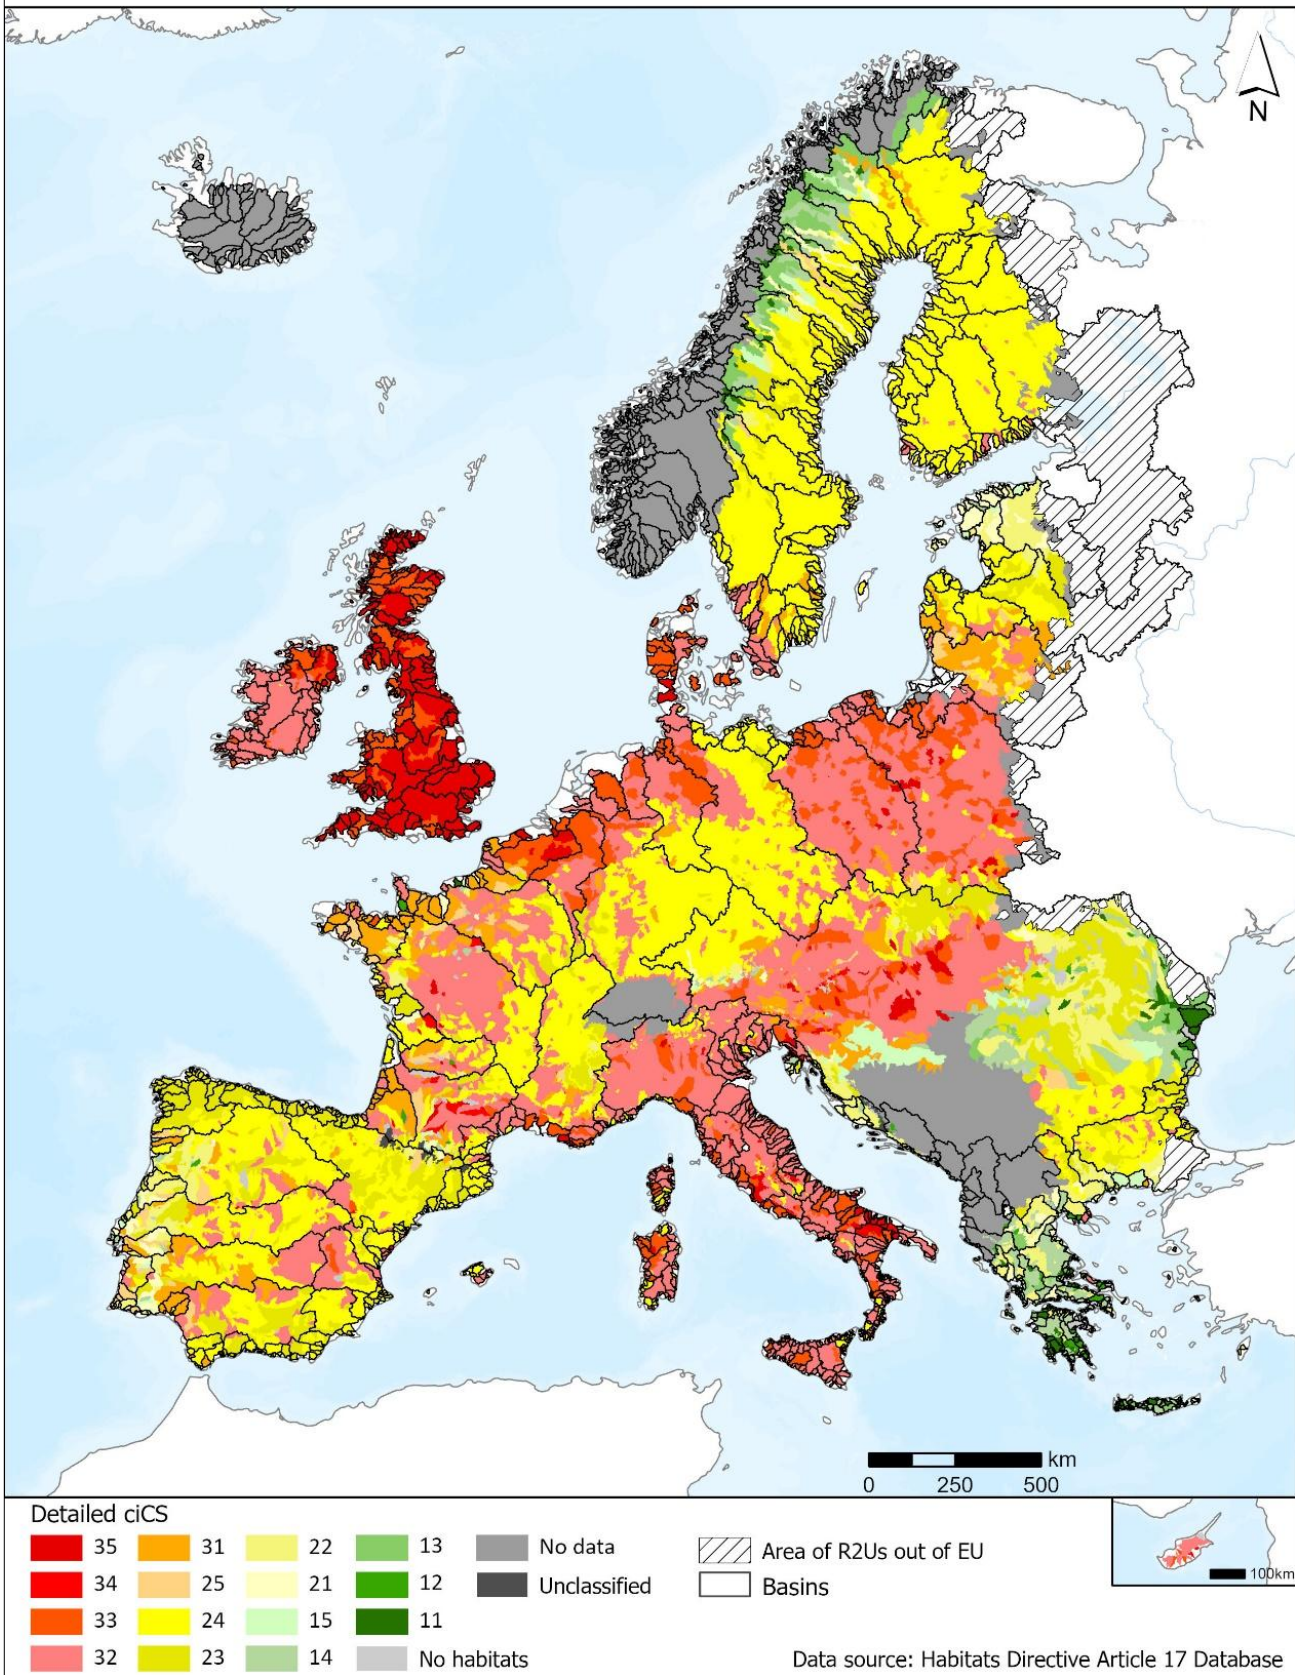 N
km
0 250 500
Detailed ciCS
35 31 22 13 No data Area of R2Us out of EU
34 25 21 12 Unclassified Basins
33 24 15 11
32 23 14 No habitats
100km
Data source: Habitats Directive Article 17 Database